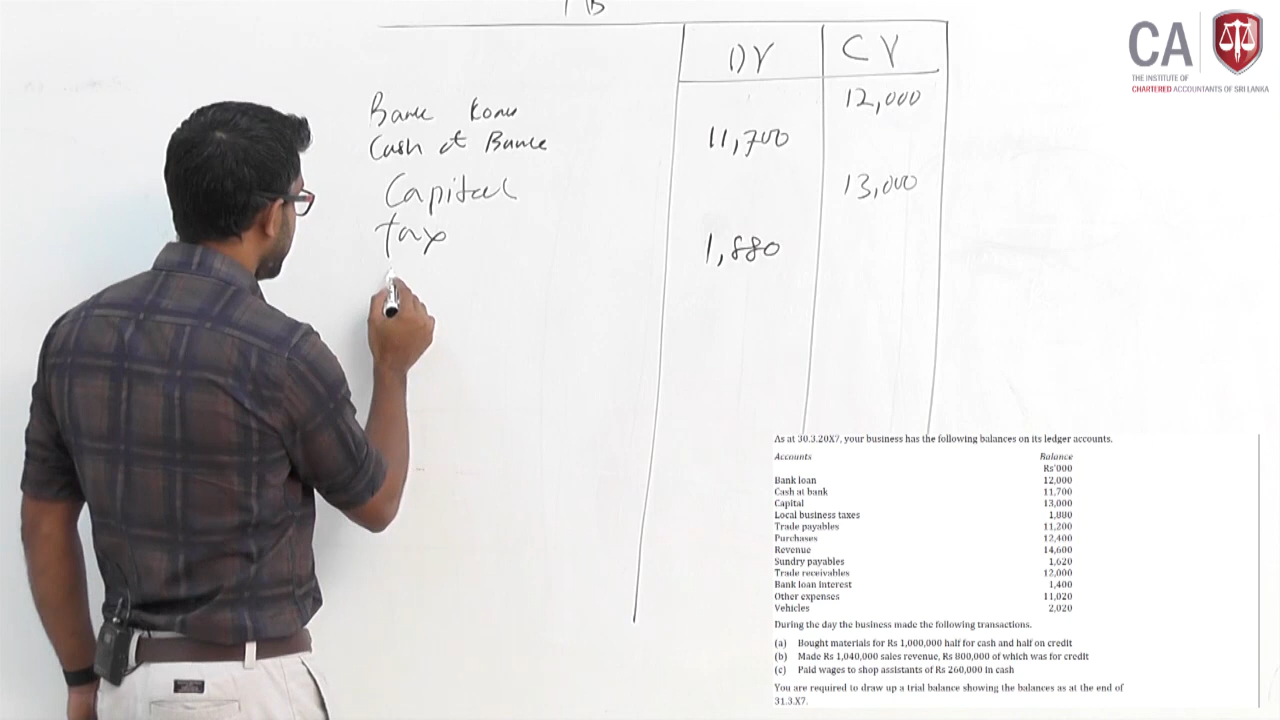 TB
Dr Cr
Bank Loan 12,000
Cash at Bank 11,700
Capital 13,000
tax 1,880
CA
THE INSTITUTE OF
CHARTERED ACCOUNTANTS OF SRI LANKA
As at 30.3.20X7, your business has the following balances on its ledger accounts.
Accounts Balance
Rs'000
Bank loan 12,000
Cash at bank 11,700
Capital 13,000
Local business taxes 1,880
Trade payables 11,200
Purchases 12,400
Revenue 14,600
Sundry payables 1,620
Trade receivables 12,000
Bank loan interest 1,400
Other expenses 11,020
Vehicles 2,020
During the day the business made the following transactions.
(a) Bought materials for Rs 1,000,000 half for cash and half on credit
(b) Made Rs 1,040,000 sales revenue, Rs 800,000 of which was for credit
(c) Paid wages to shop assistants of Rs 260,000 in cash
You are required to draw up a trial balance showing the balances as at the end of
31.3.X7.